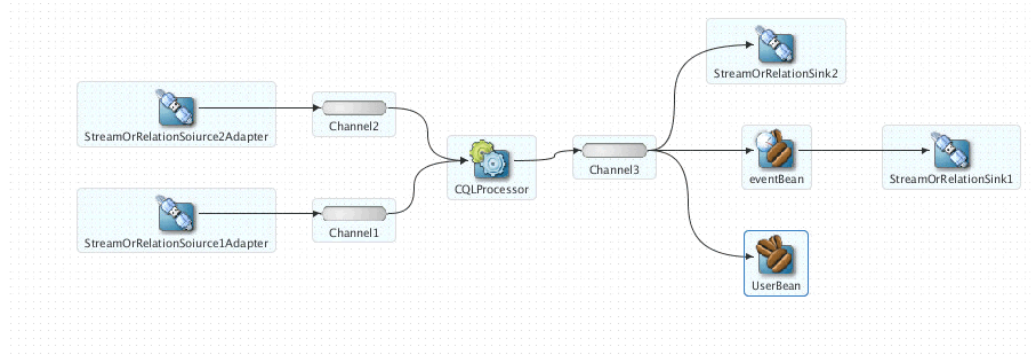 StreamOrRelationSink2
StreamOrRelationSoiurce2Adapter
Channel2
CQLProcessor
Channel3
eventBean
StreamOrRelationSink1
StreamOrRelationSoiurce1Adapter
Channel1
UserBean